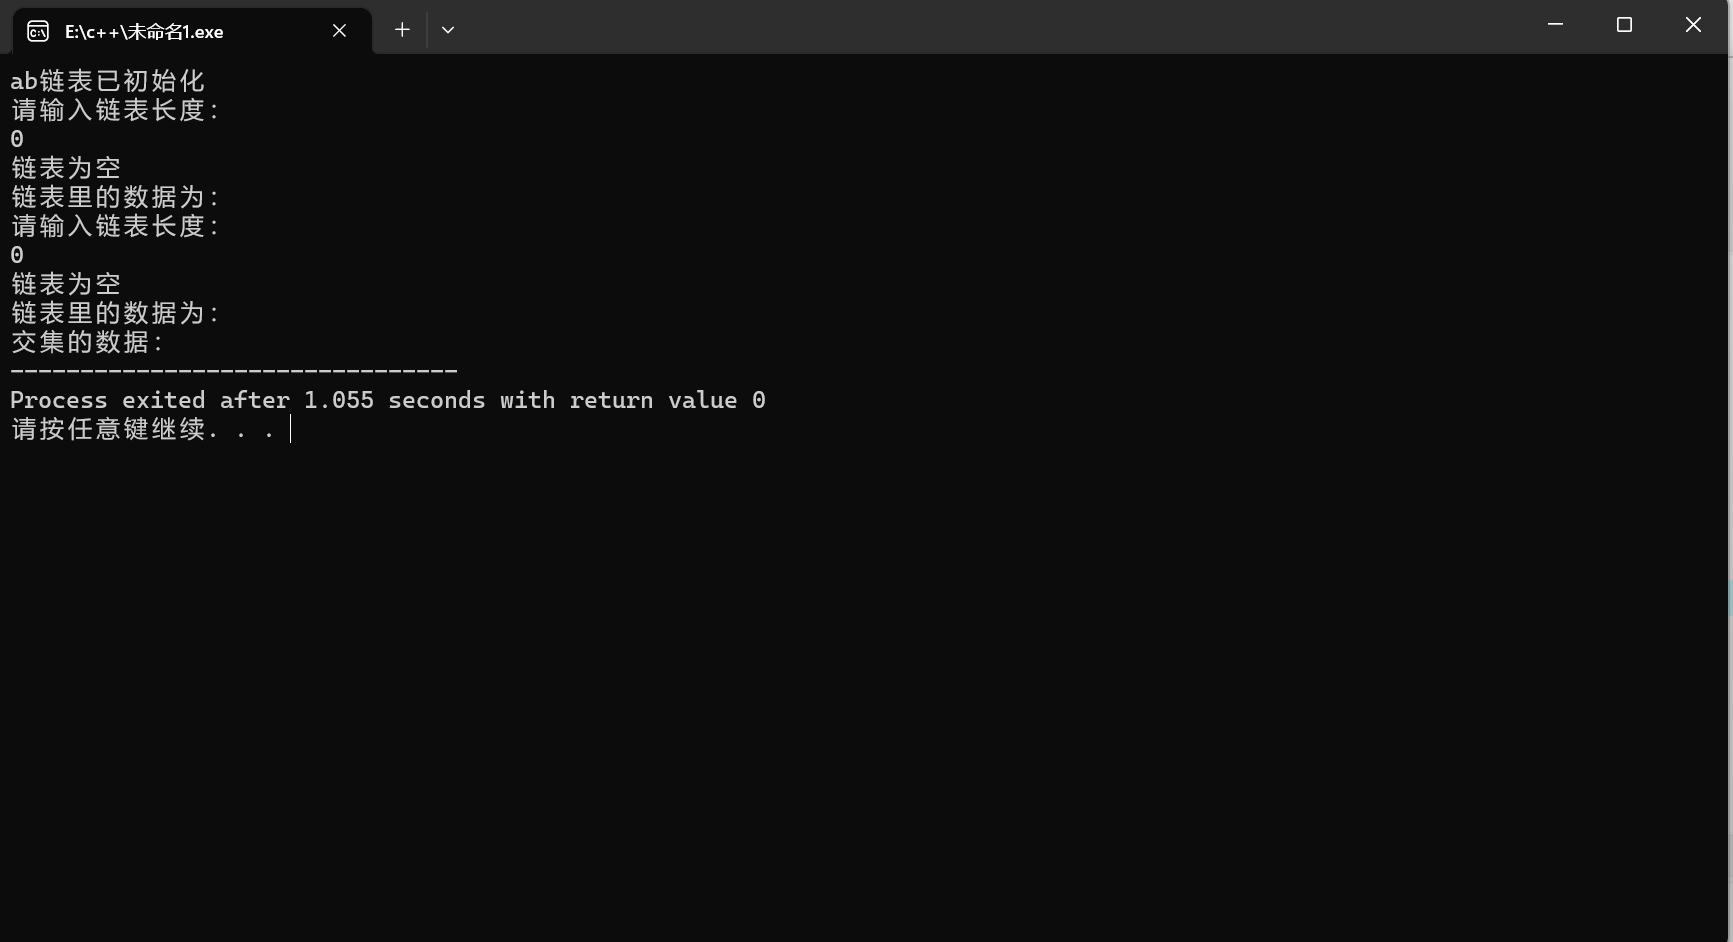 E:\c++\未命名1.exe
ab链表已初始化
请输入链表长度：
0
链表为空
链表里的数据为：
请输入链表长度：
0
链表为空
链表里的数据为：
交集的数据：
--------------------------------
Process exited after 1.055 seconds with return value 0
请按任意键继续. . .